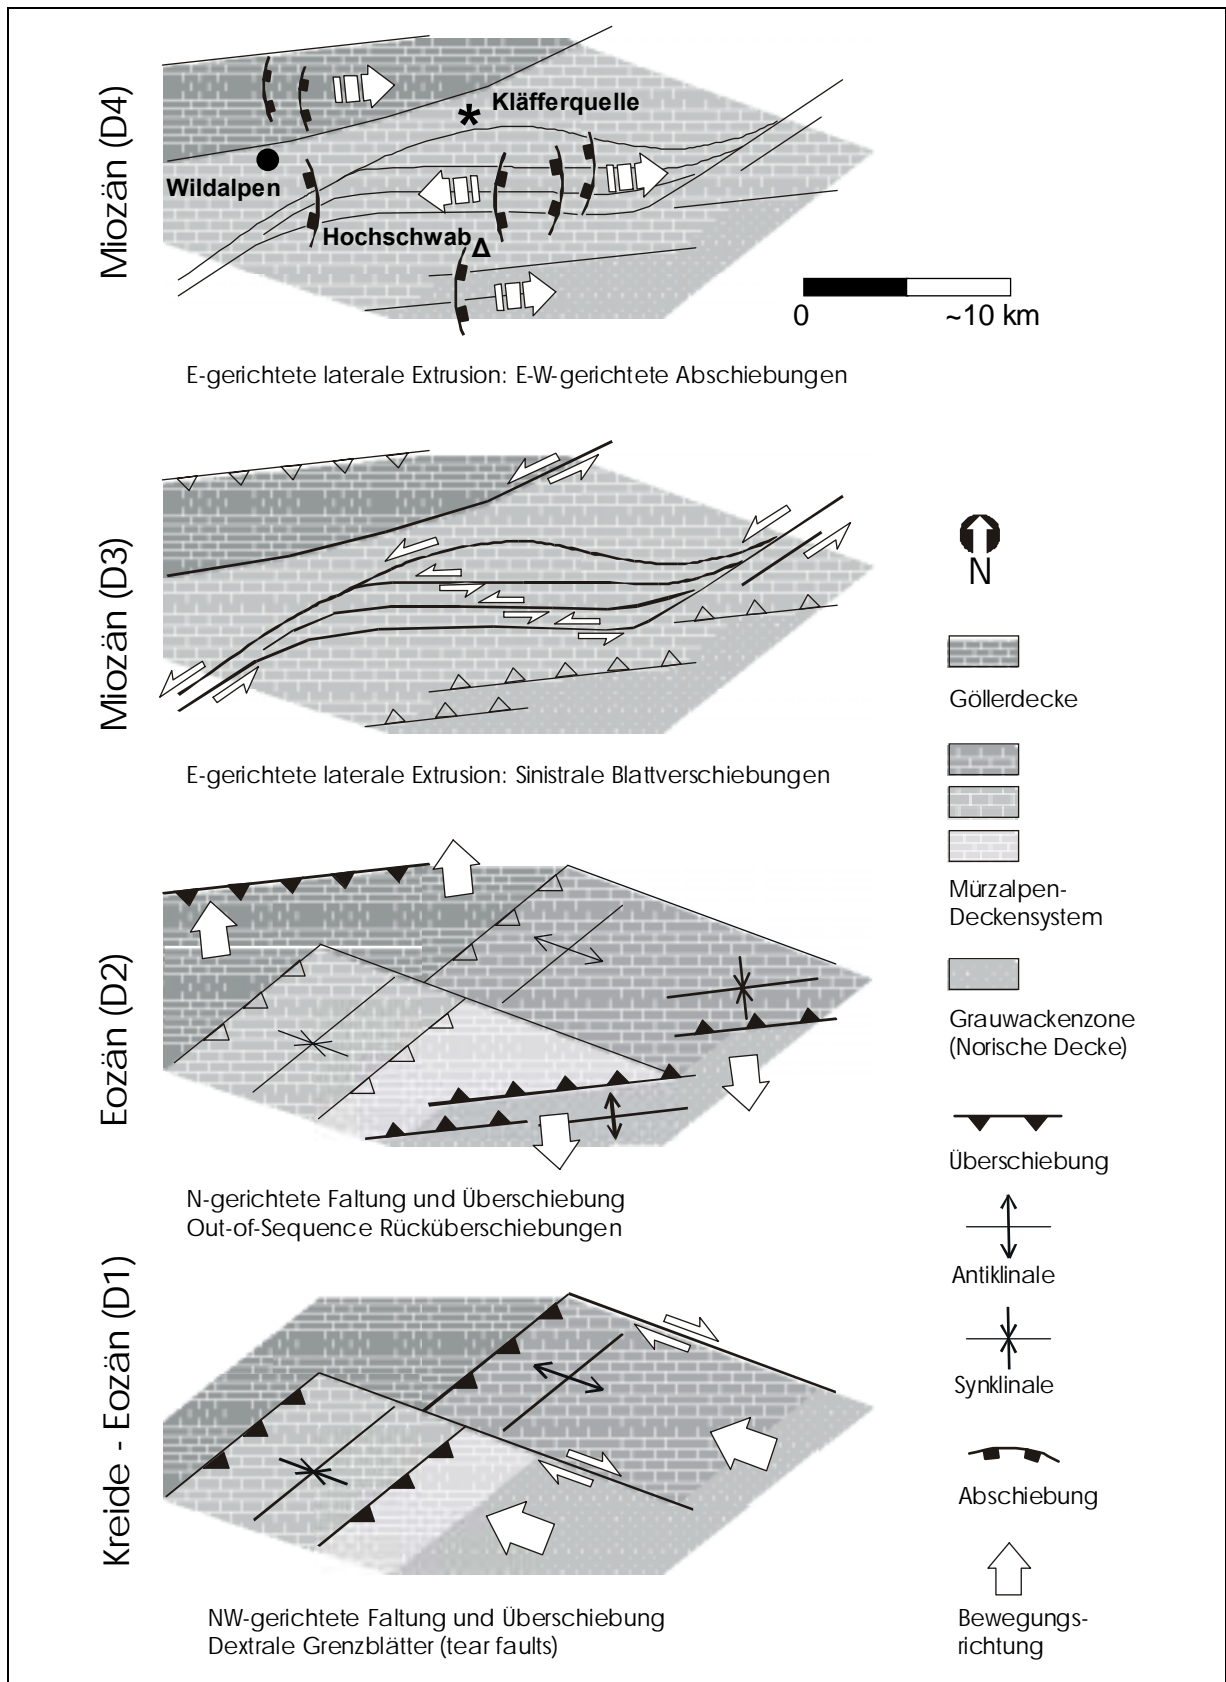 Miozän (D4)
Kläfferquelle
Wildalpen
Hochschwab
0 ~10 km
E-gerichtete laterale Extrusion: E-W-gerichtete Abschiebungen
Miozän (D3)
E-gerichtete laterale Extrusion: Sinistrale Blattverschiebungen
Eozän (D2)
N-gerichtete Faltung und Überschiebung
Out-of-Sequence Rücküberschiebungen
Kreide - Eozän (D1)
NW-gerichtete Faltung und Überschiebung
Dextrale Grenzblätter (tear faults)
N
Göllerdecke
Mürzalpen-
Deckensystem
Grauwackenzone
(Norische Decke)
Überschiebung
Antiklinale
Synklinale
Abschiebung
Bewegungs-
richtung